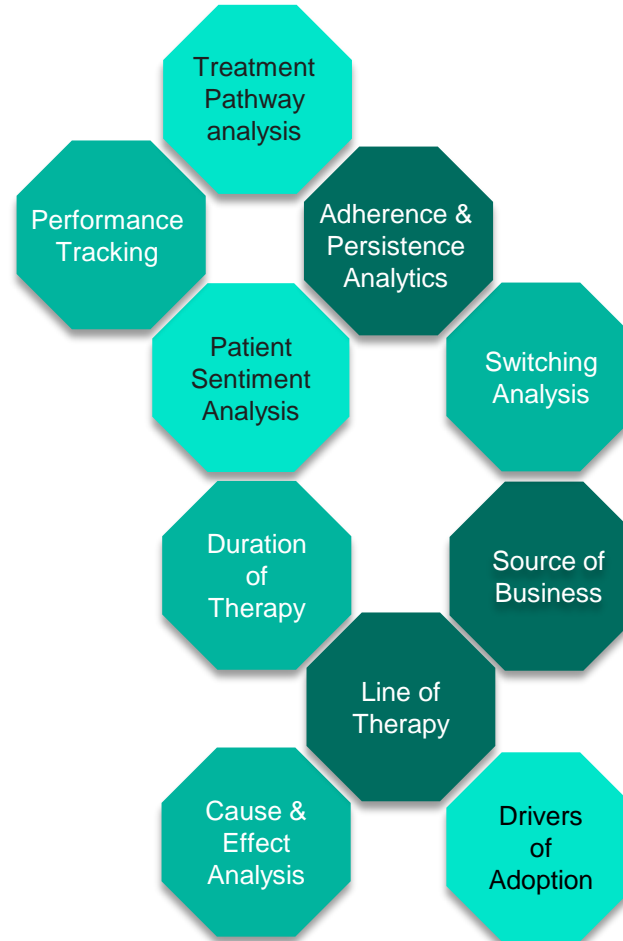 Treatment
Pathway
analysis
Performance
Tracking
Adherence &
Persistence
Analytics
Patient
Sentiment
Analysis
Switching
Analysis
Duration
of
Therapy
Source of
Business
Line of
Therapy
Cause &
Effect
Analysis
Drivers
of
Adoption